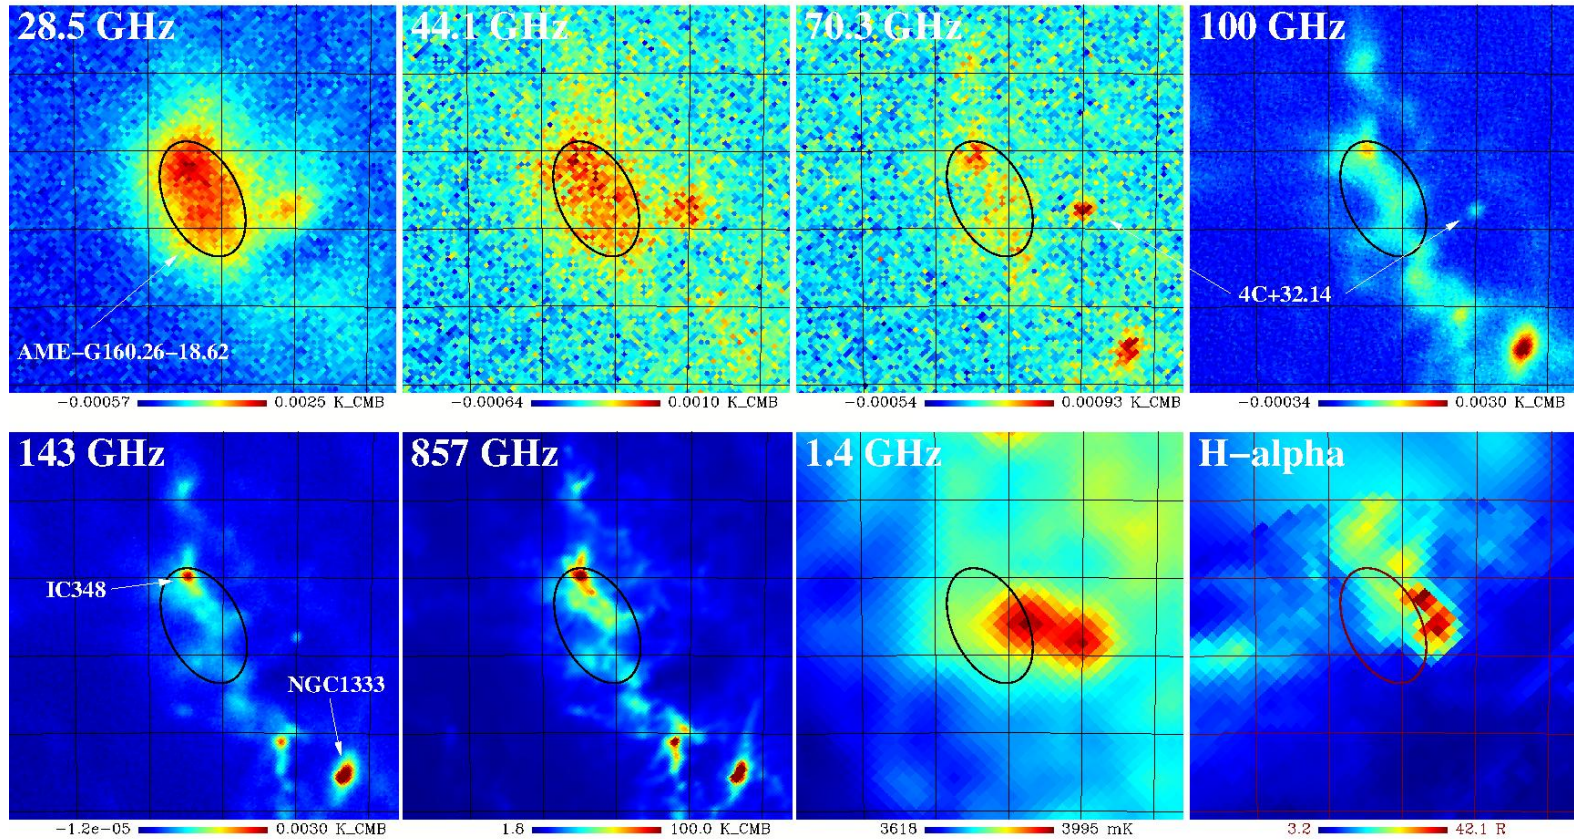 28.5 GHz
44.1 GHz
70.3 GHz
100 GHz
4C+32.14
AME−G160.26−18.62
−0.00057 0.0025 K_CMB
−0.00064 0.0010 K_CMB
−0.00054 0.00093 K_CMB
−0.00034 0.0030 K_CMB
143 GHz
857 GHz
1.4 GHz
H−alpha
IC348
NGC1333
−1.2e−05 0.0030 K_CMB
1.8 100.0 K_CMB
3618 3995 mK
3.2 42.1 R